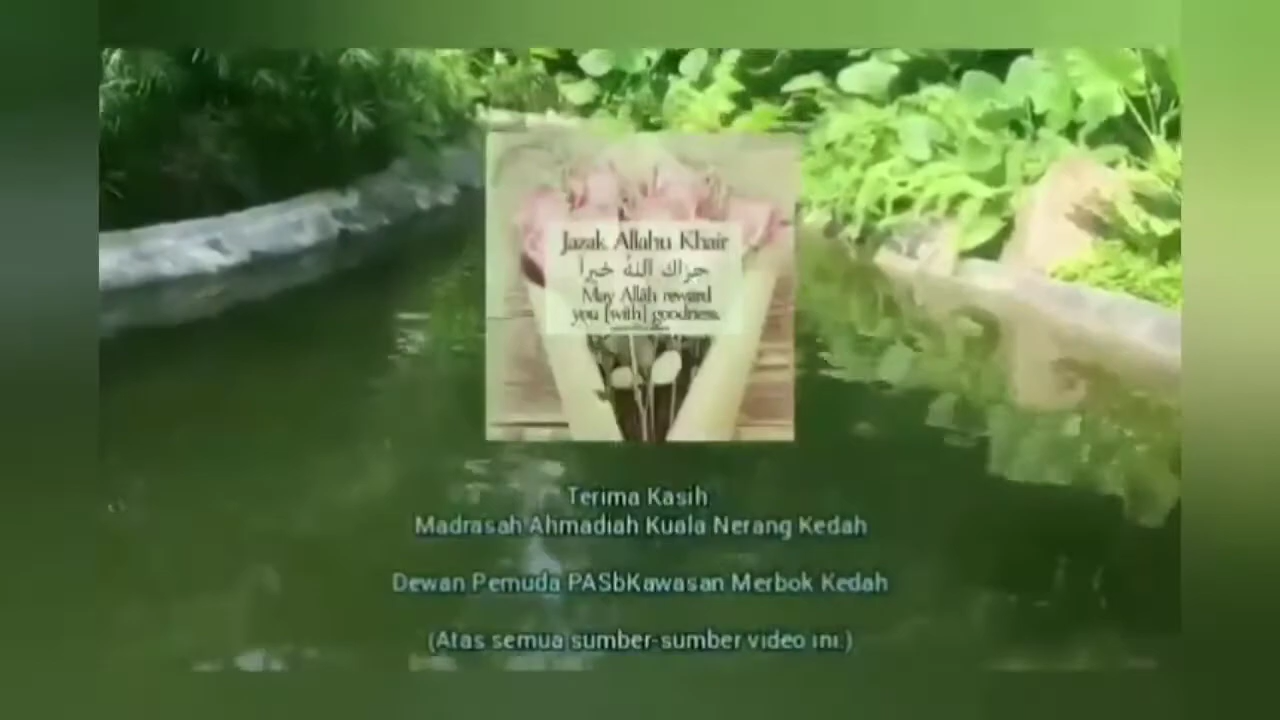 Jazak Allahu Khair
جزاك الله خيرا
May Allâh reward
you [with] goodness.
Terima Kasih
Madrasah Ahmadiah Kuala Nerang Kedah
Dewan Pemuda PASbKawasan Merbok Kedah
(Atas semua sumber-sumber video ini.)